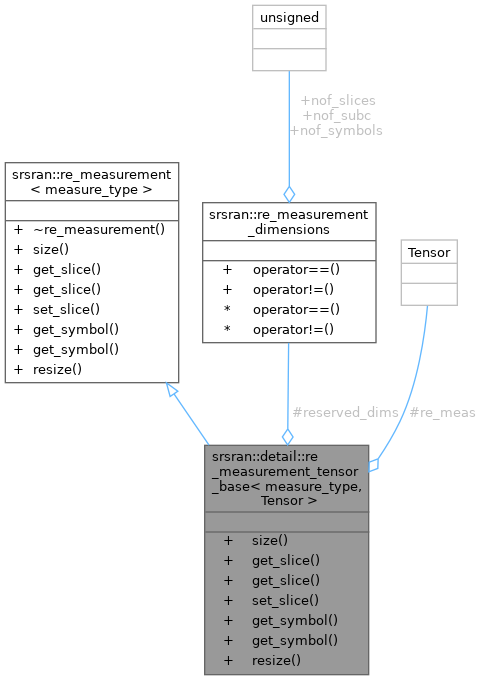 unsigned
+nof_slices
+nof_subc
+nof_symbols
srsran::re_measurement
< measure_type >
+ ~re_measurement()
+ size()
+ get_slice()
+ get_slice()
+ set_slice()
+ get_symbol()
+ get_symbol()
+ resize()
srsran::re_measurement
_dimensions
+ operator==()
+ operator!=()
* operator==()
* operator!=()
Tensor
#reserved_dims
#re_meas
srsran::detail::re
_measurement_tensor
_base< measure_type,
Tensor >
+ size()
+ get_slice()
+ get_slice()
+ set_slice()
+ get_symbol()
+ get_symbol()
+ resize()